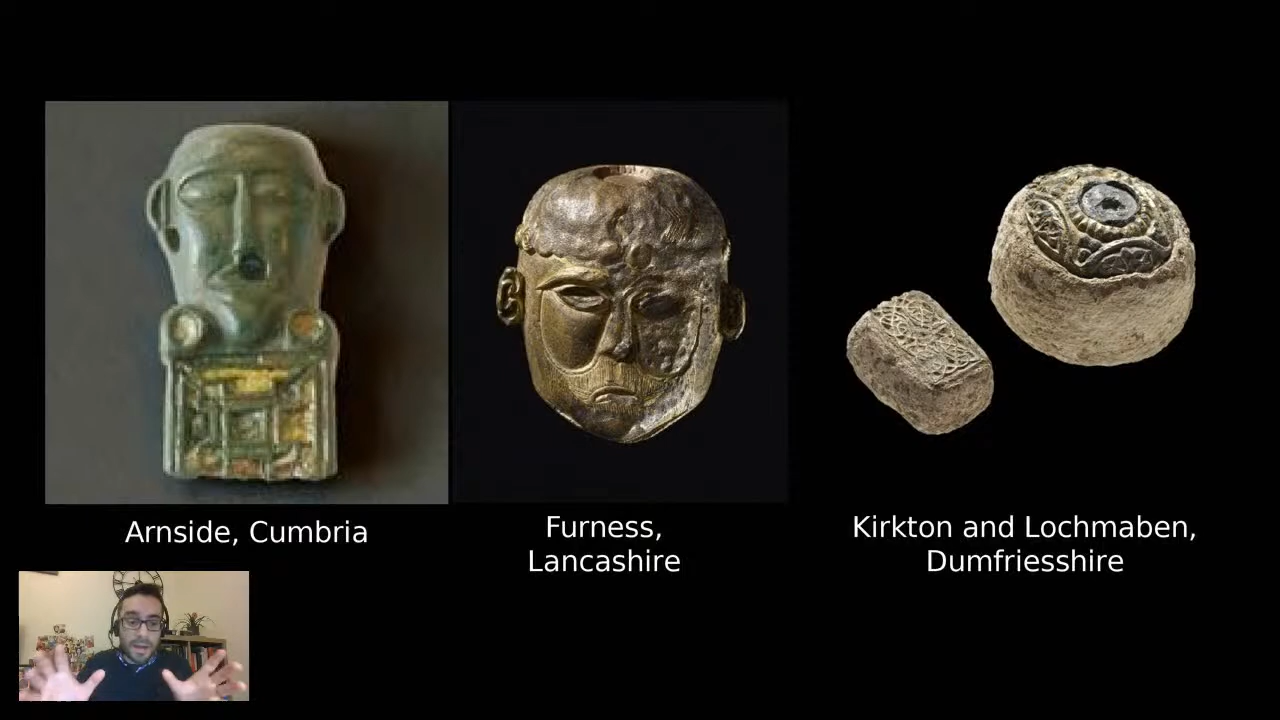 Arnside, Cumbria
Furness,
Lancashire
Kirkton and Lochmaben,
Dumfriesshire